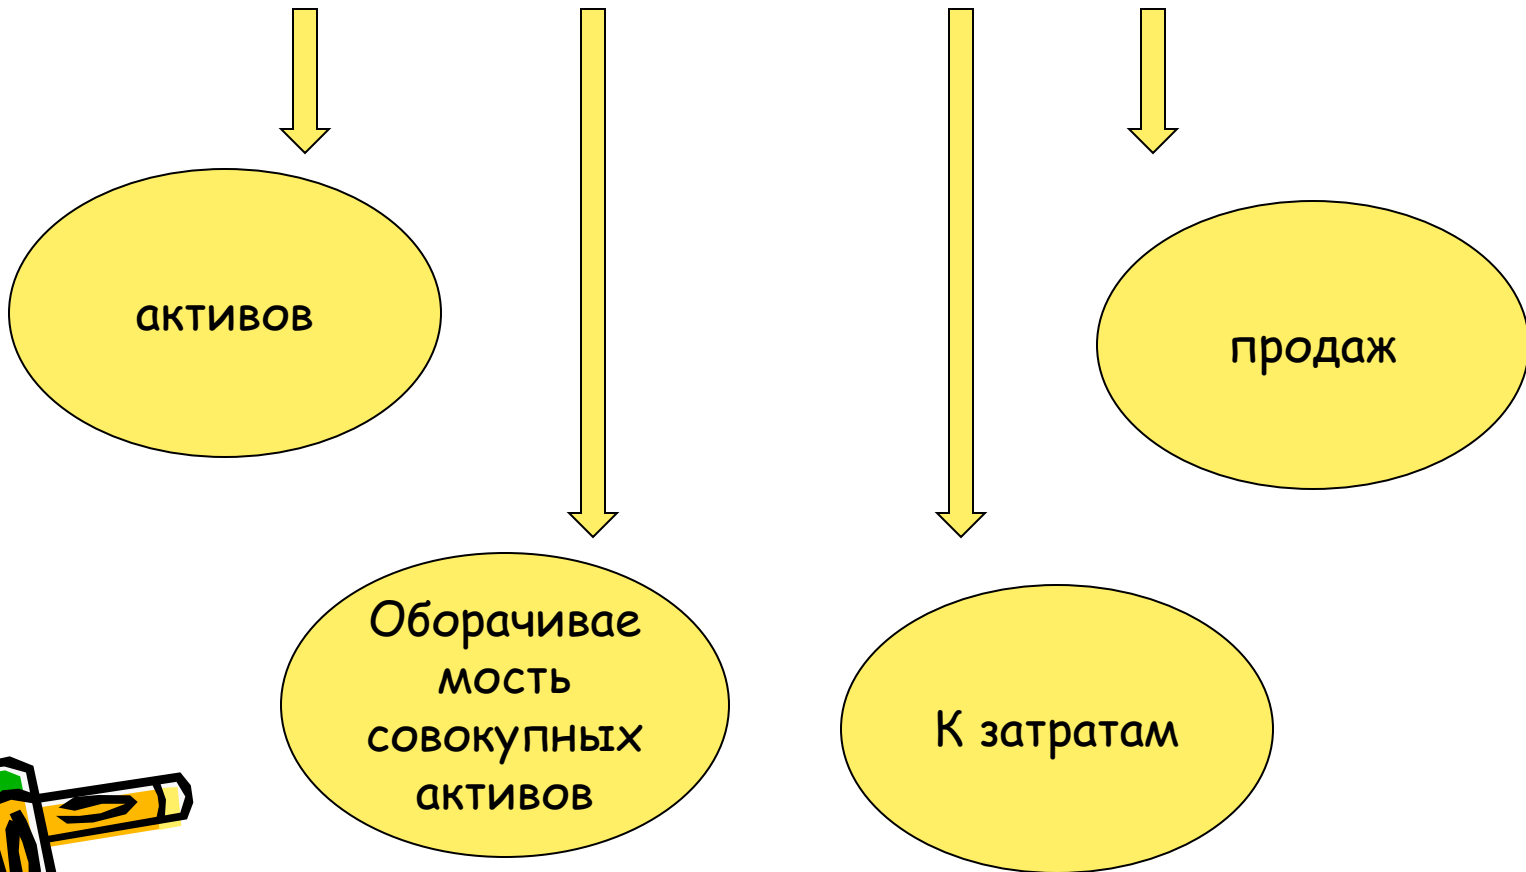 активов
продаж
Оборачивае
мость
совокупных
активов
К затратам